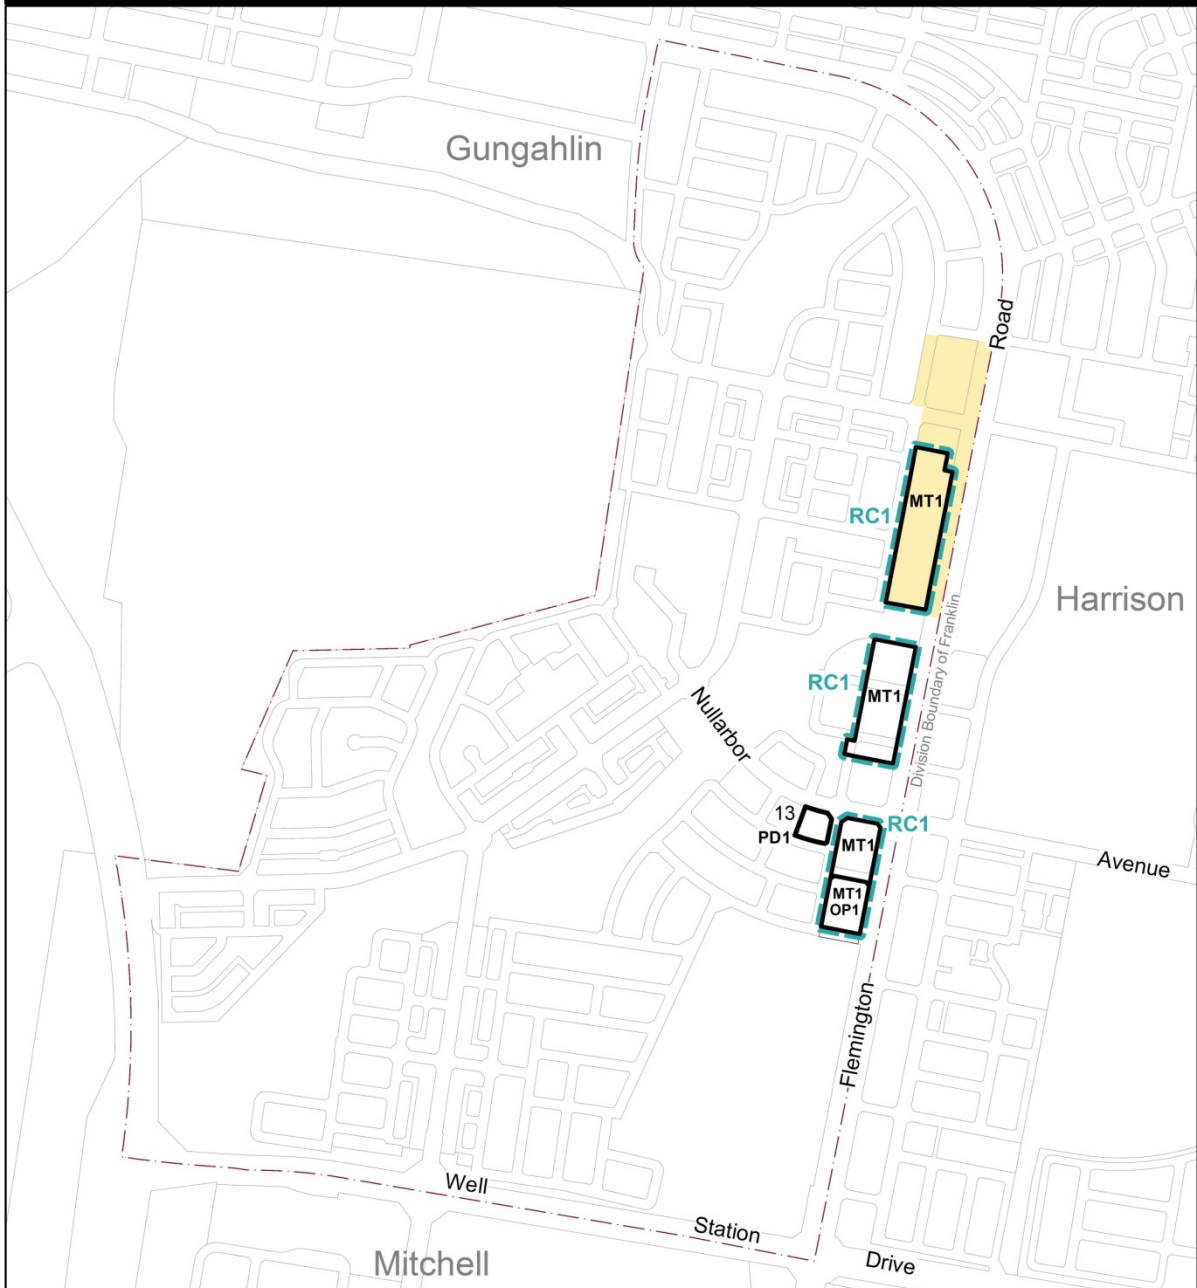 Gungahlin
Road
MT1
RC1
Harrison
Division Boundary of Franklin
RC1
MT1
Nullarbor
13
PD1
RC1
MT1
Avenue
MT1
OP1
Flemington
Well
Station
Drive
Mitchell